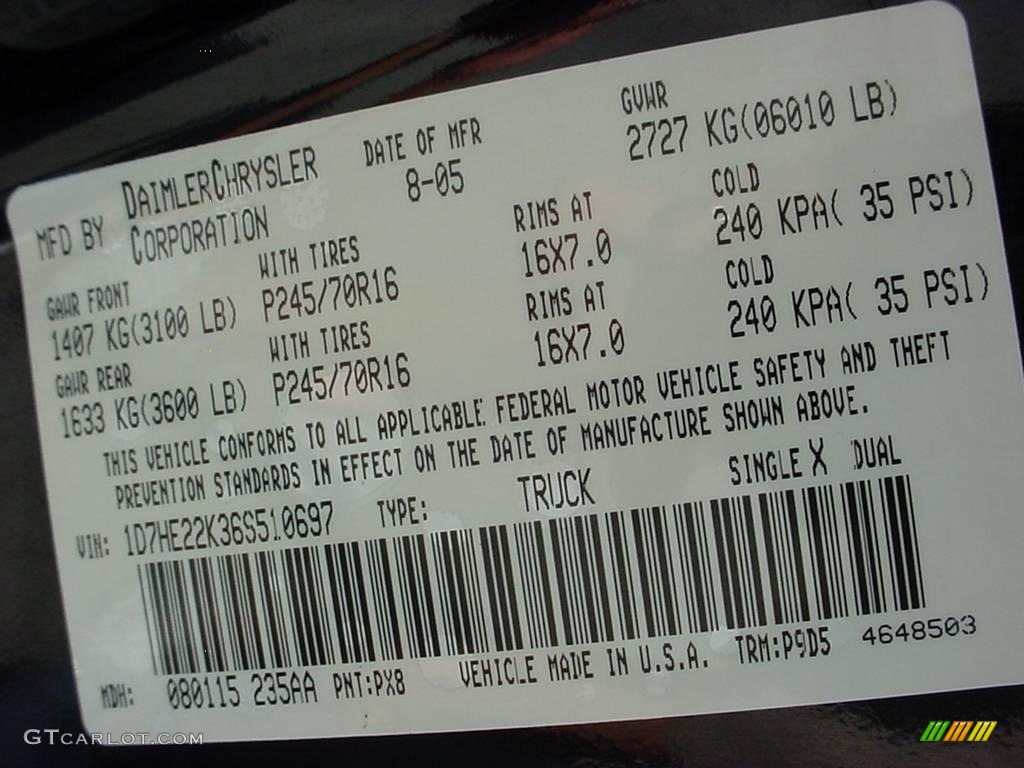 MFD BY DAIMLERCHRYSLER CORPORATION DATE OF MFR 8-05 GVWR 2727 KG(06010 LB)
GAWR FRONT WITH TIRES RIMS AT COLD
1407 KG(3100 LB) P245/70R16 16X7.0 240 KPA( 35 PSI)
GAWR REAR WITH TIRES RIMS AT COLD
1633 KG(3600 LB) P245/70R16 16X7.0 240 KPA( 35 PSI)
THIS VEHICLE CONFORMS TO ALL APPLICABLE FEDERAL MOTOR VEHICLE SAFETY AND THEFT
PREVENTION STANDARDS IN EFFECT ON THE DATE OF MANUFACTURE SHOWN ABOVE.
VIN: 1D7HE22K36S510697 TYPE: TRUCK SINGLE X DUAL
MDH: 080115 235AA PNT:PX8 VEHICLE MADE IN U.S.A. TRM:P9D5 4648503
GTCARLOT.COM